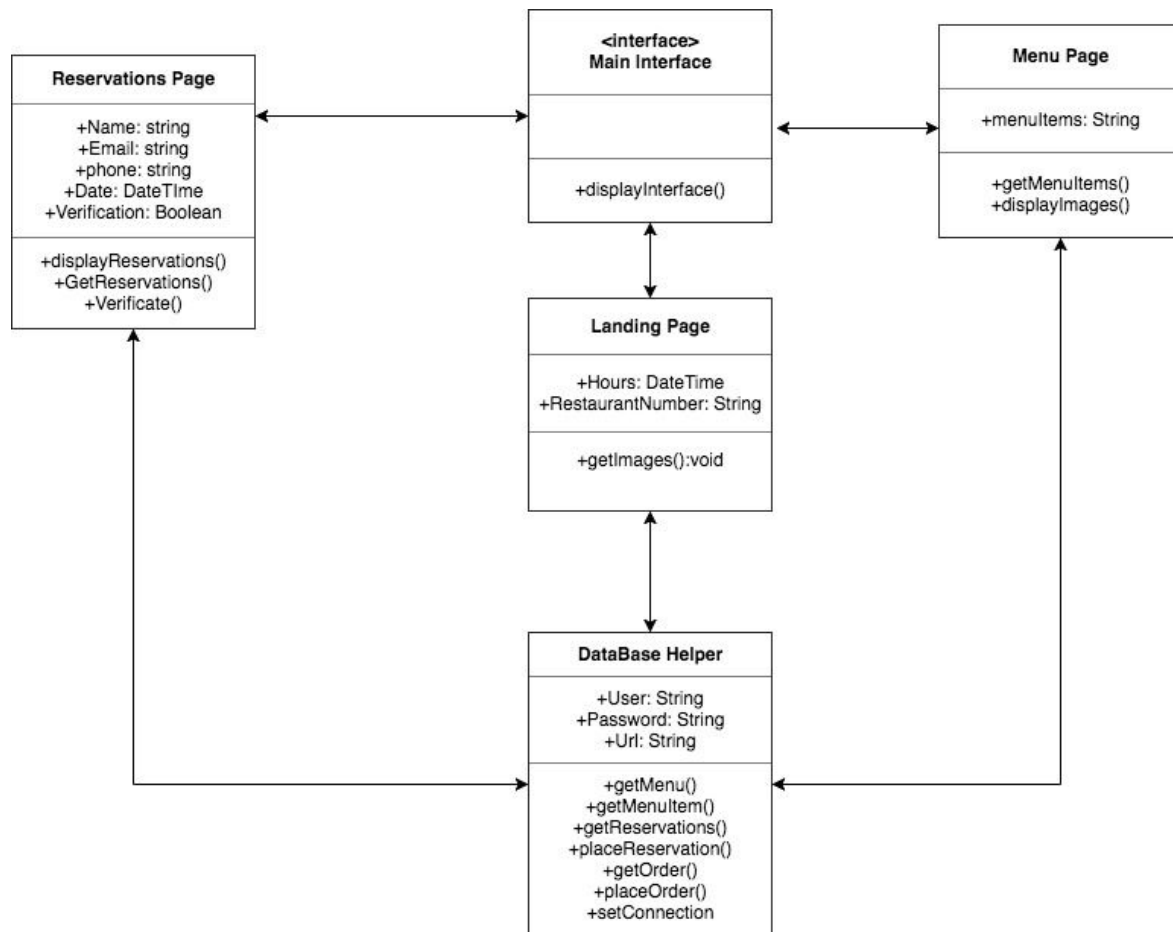 Reservations Page
+Name: string
+Email: string
+phone: string
+Date: DateTIme
+Verification: Boolean
+displayReservations()
+GetReservations()
+Verificate()
<interface>
Main Interface
+displayInterface()
Menu Page
+menuItems: String
+getMenuItems()
+displayImages()
Landing Page
+Hours: DateTime
+RestaurantNumber: String
+getImages():void
DataBase Helper
+User: String
+Password: String
+Url: String
+getMenu()
+getMenuItem()
+getReservations()
+placeReservation()
+getOrder()
+placeOrder()
+setConnection